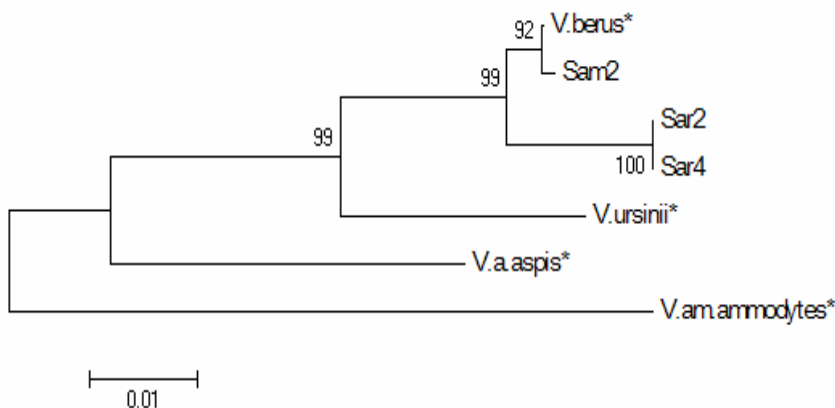 V.berus*
92
Sam2
99
Sar2
99
100
Sar4
V.ursinii*
V.a.aspis*
V.am.ammodytes*
0.01